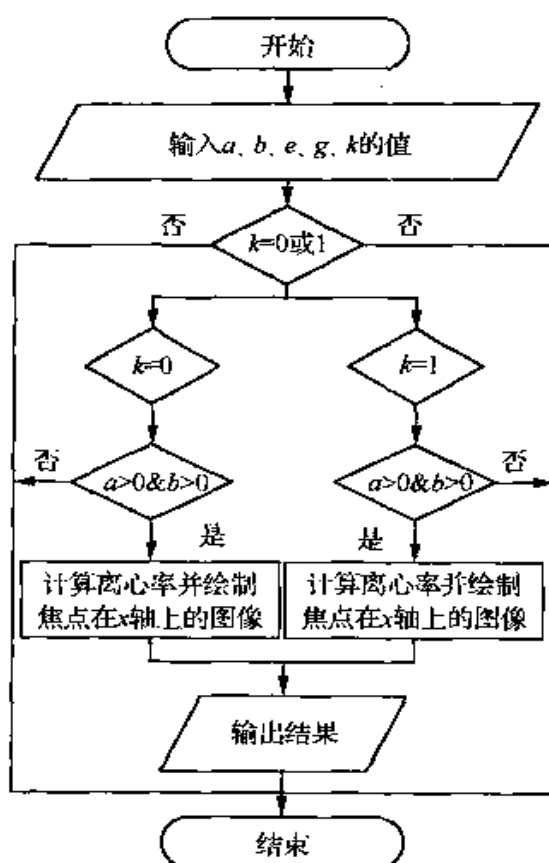 开始
输入a、b、e、g、k的值
否
k=0或1
否
k=0
k=1
否
a>0&b>0
a>0&b>0
否
是
是
计算离心率并绘制
焦点在x轴上的图像
计算离心率并绘制
焦点在x轴上的图像
输出结果
结束